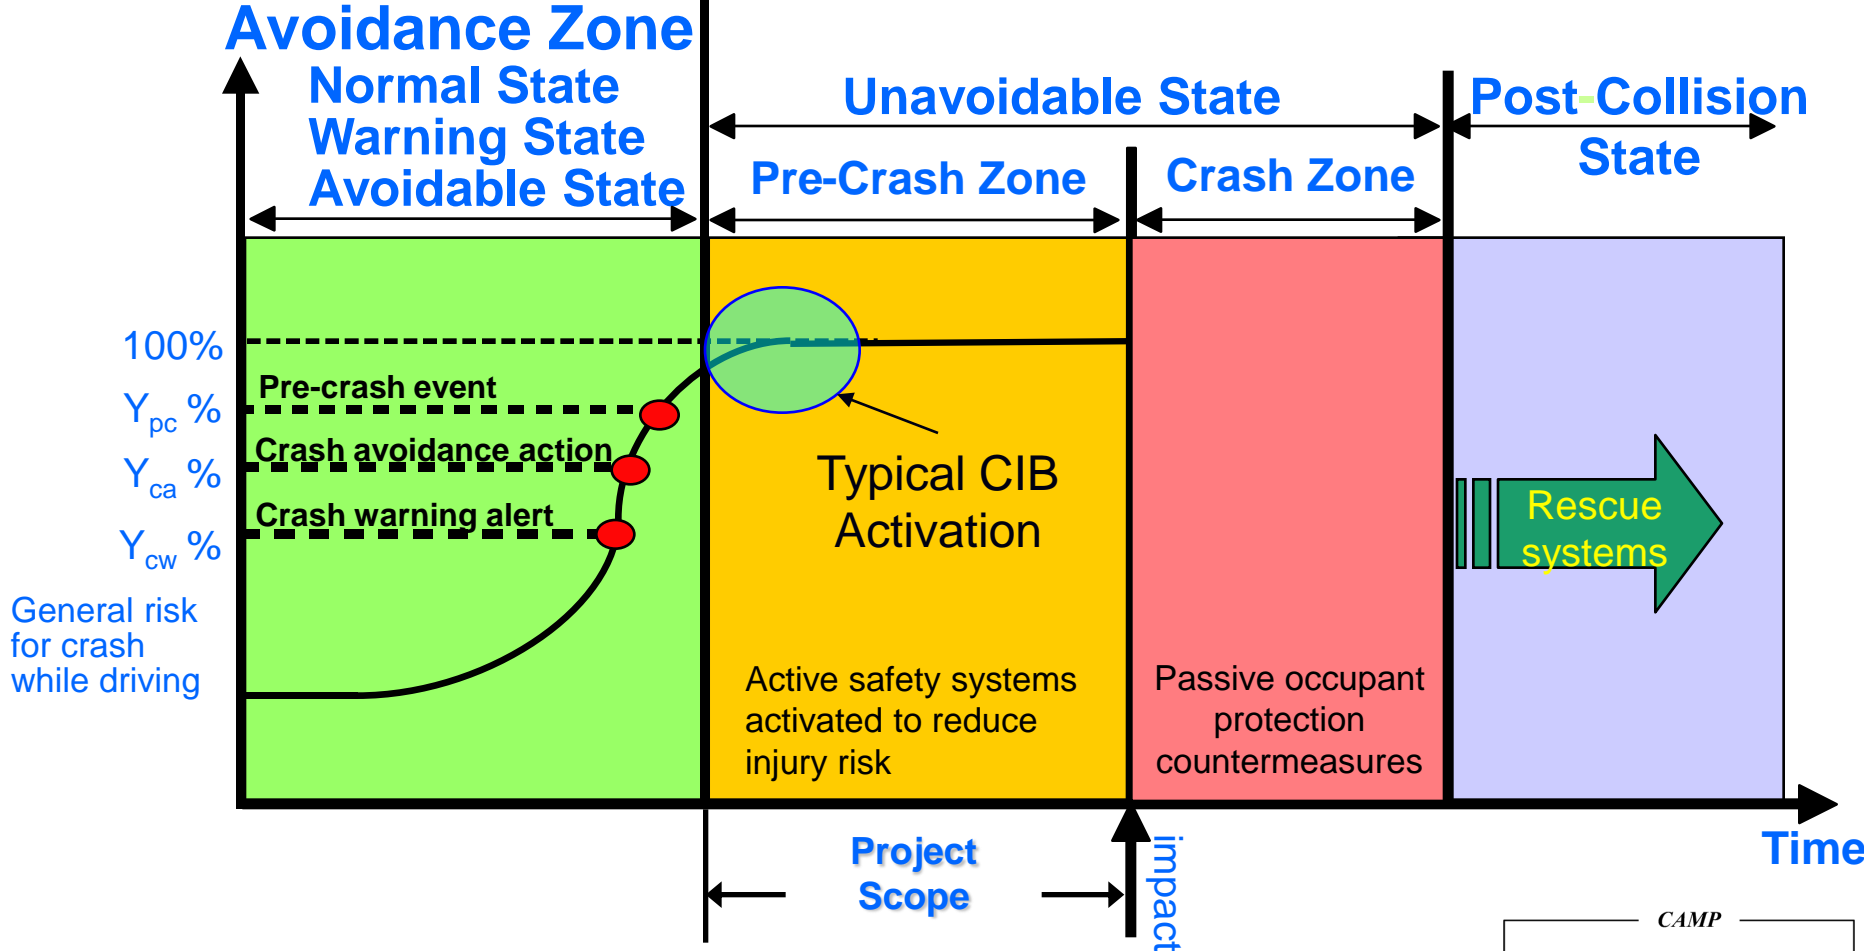 Avoidance Zone
Normal State
Warning State
Avoidable State
Unavoidable State
Post-Collision
State
Pre-Crash Zone
Crash Zone
100%
Pre-crash event
Ypc %
Crash avoidance action
Yca %
Crash warning alert
Ycw %
General risk
for crash
while driving
Typical CIB
Activation
Rescue
systems
Active safety systems
activated to reduce
injury risk
Passive occupant
protection
countermeasures
Time
Project
Scope
impact
CAMP